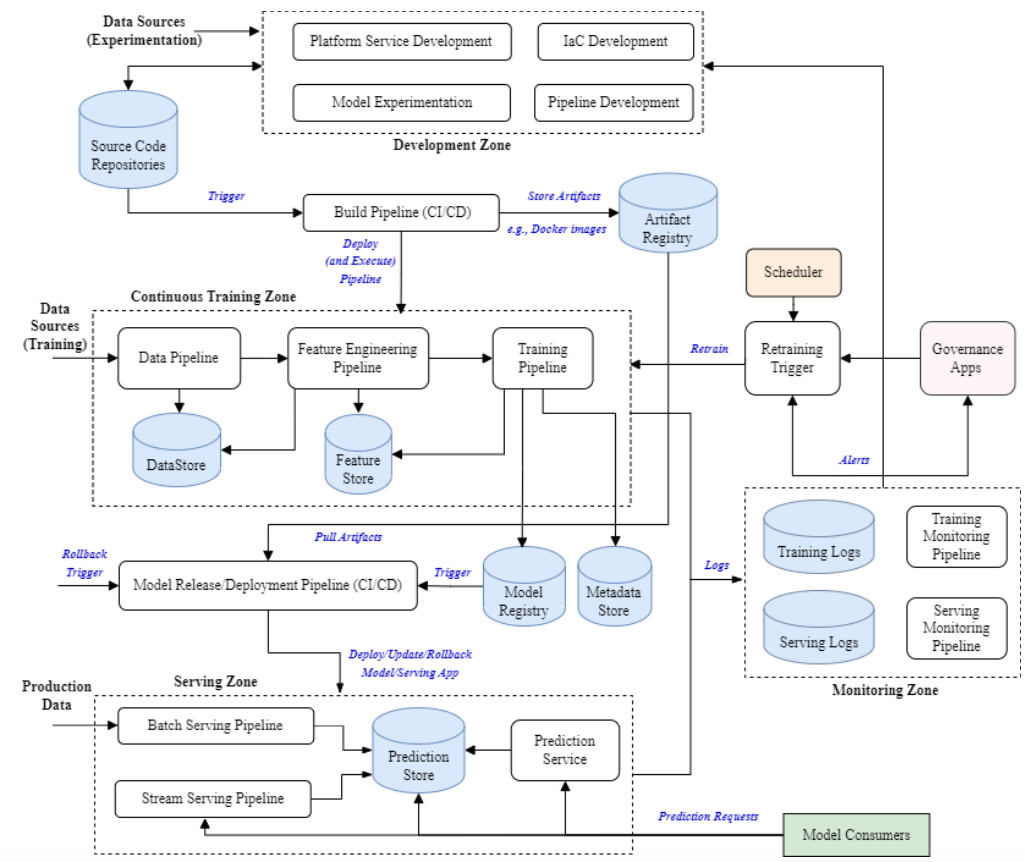 Data Sources
(Experimentation)
Platform Service Development
IaC Development
Model Experimentation
Pipeline Development
Development Zone
Source Code
Repositories
Trigger
Build Pipeline (CI/CD)
Store Artifacts
e.g., Docker images
Artifact
Registry
Deploy
(and Execute)
Pipeline
Scheduler
Continuous Training Zone
Data
Sources
(Training)
Data Pipeline
Feature Engineering
Pipeline
Training
Pipeline
Retrain
Retraining
Trigger
Governance
Apps
DataStore
Feature
Store
Alerts
Pull Artifacts
Rollback
Trigger
Model Release/Deployment Pipeline (CI/CD)
Trigger
Model
Registry
Metadata
Store
Logs
Training Logs
Training
Monitoring
Pipeline
Serving Logs
Serving
Monitoring
Pipeline
Monitoring Zone
Deploy/Update/Rollback
Model/Serving App
Serving Zone
Production
Data
Batch Serving Pipeline
Prediction
Store
Prediction
Service
Stream Serving Pipeline
Prediction Requests
Model Consumers